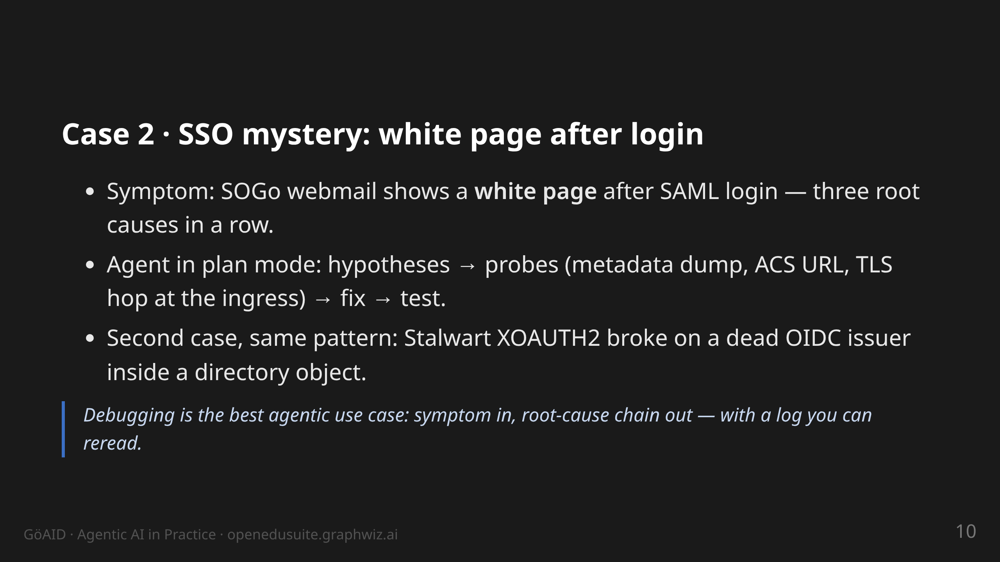 Case 2 · SSO mystery: white page after login
• Symptom: SOGo webmail shows a white page after SAML login — three root
causes in a row.
• Agent in plan mode: hypotheses → probes (metadata dump, ACS URL, TLS
hop at the ingress) → fix → test.
• Second case, same pattern: Stalwart XOAUTH2 broke on a dead OIDC issuer
inside a directory object.
Debugging is the best agentic use case: symptom in, root-cause chain out — with a log you can
reread.
GöAID · Agentic AI in Practice · openedusuite.graphwiz.ai
10